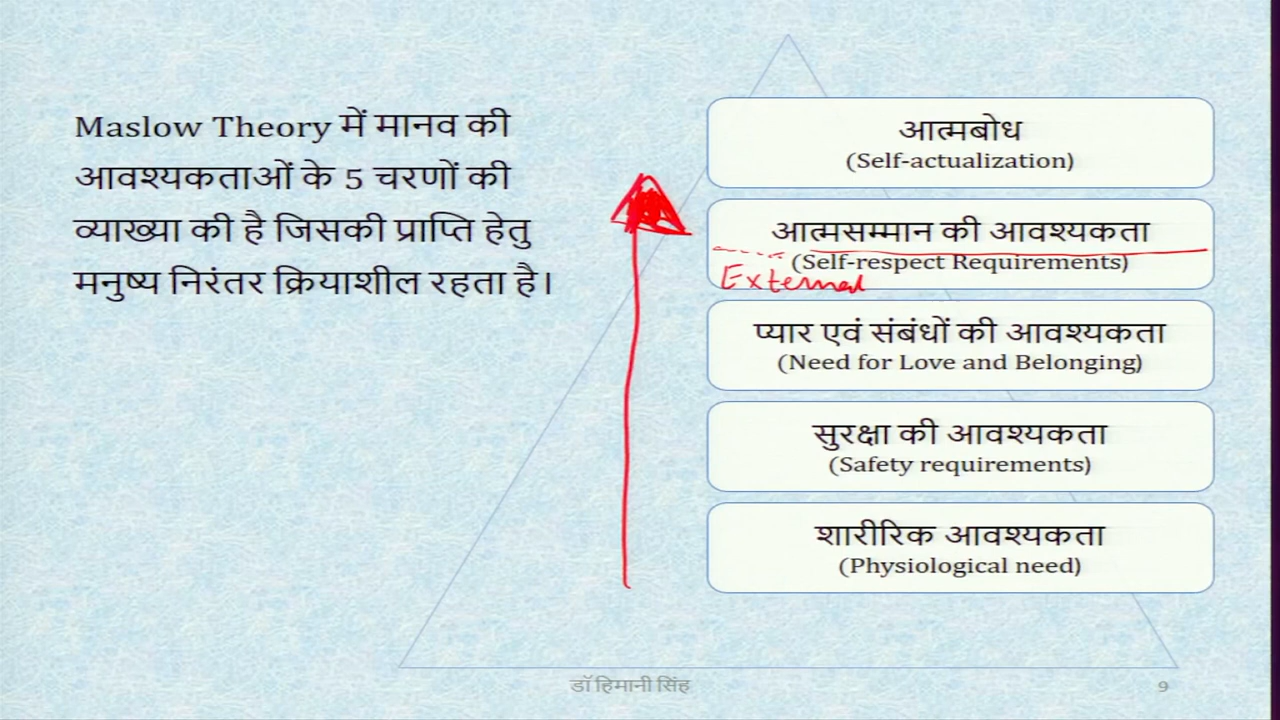 Maslow Theory में मानव की
आवश्यकताओं के 5 चरणों की
व्याख्या की है जिसकी प्राप्ति हेतु
मनुष्य निरंतर क्रियाशील रहता है।
आत्मबोध
(Self-actualization)
आत्मसम्मान की आवश्यकता
(Self-respect Requirements)
External
प्यार एवं संबंधों की आवश्यकता
(Need for Love and Belonging)
सुरक्षा की आवश्यकता
(Safety requirements)
शारीरिक आवश्यकता
(Physiological need)
डॉ हिमानी सिंह
9